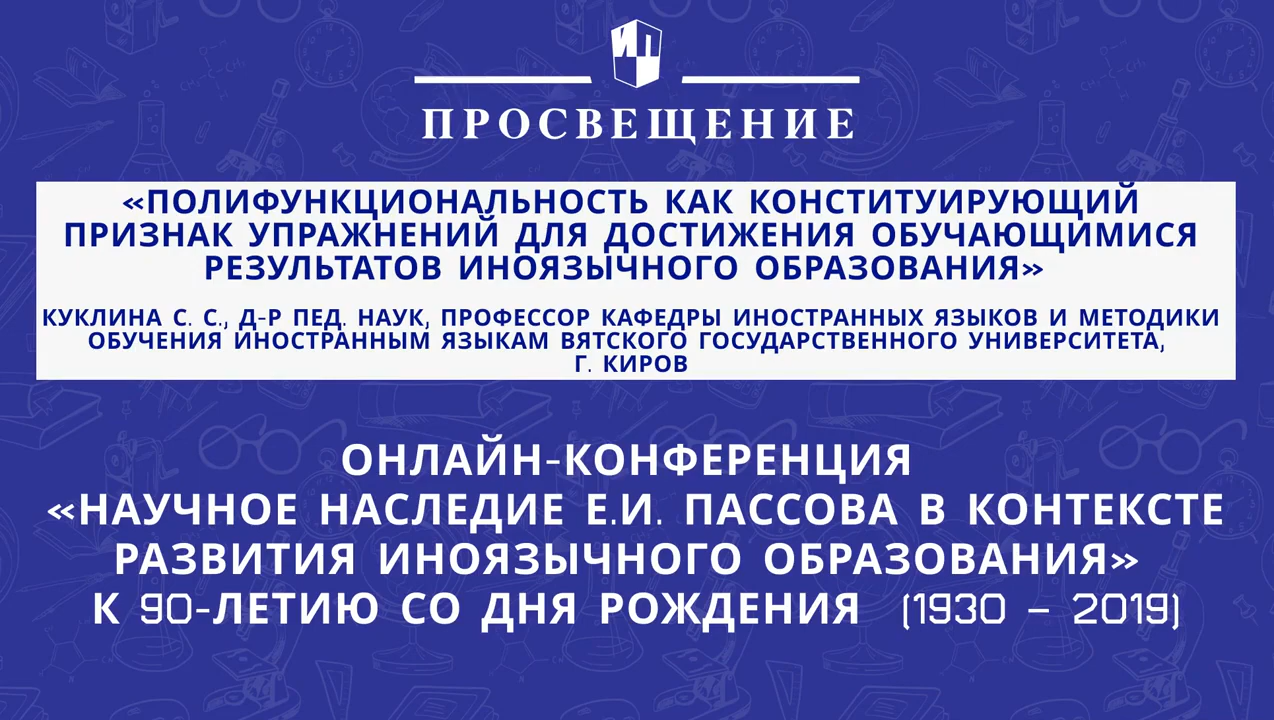 ИП
ПРОСВЕЩЕНИЕ
«ПОЛИФУНКЦИОНАЛЬНОСТЬ КАК КОНСТИТУИРУЮЩИЙ
ПРИЗНАК УПРАЖНЕНИЙ ДЛЯ ДОСТИЖЕНИЯ ОБУЧАЮЩИМИСЯ
РЕЗУЛЬТАТОВ ИНОЯЗЫЧНОГО ОБРАЗОВАНИЯ»
КУКЛИНА С. С., Д-Р ПЕД. НАУК, ПРОФЕССОР КАФЕДРЫ ИНОСТРАННЫХ ЯЗЫКОВ И МЕТОДИКИ
ОБУЧЕНИЯ ИНОСТРАННЫМ ЯЗЫКАМ ВЯТСКОГО ГОСУДАРСТВЕННОГО УНИВЕРСИТЕТА,
Г. КИРОВ
ОНЛАЙН-КОНФЕРЕНЦИЯ
«НАУЧНОЕ НАСЛЕДИЕ Е.И. ПАССОВА В КОНТЕКСТЕ
РАЗВИТИЯ ИНОЯЗЫЧНОГО ОБРАЗОВАНИЯ»
К 90-ЛЕТИЮ СО ДНЯ РОЖДЕНИЯ (1930 – 2019)